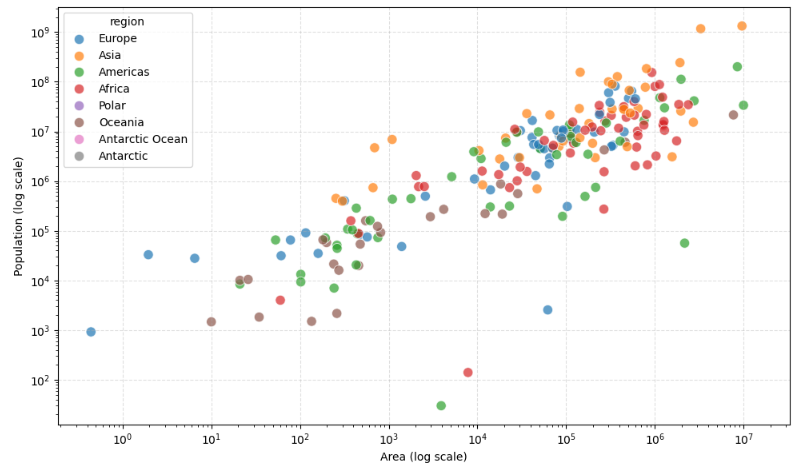 region
Europe
Asia
Americas
Africa
Polar
Oceania
Antarctic Ocean
Antarctic
Population (log scale)
10⁹
10⁸
10⁷
10⁶
10⁵
10⁴
10³
10²
10⁰ 10¹ 10² 10³ 10⁴ 10⁵ 10⁶ 10⁷
Area (log scale)